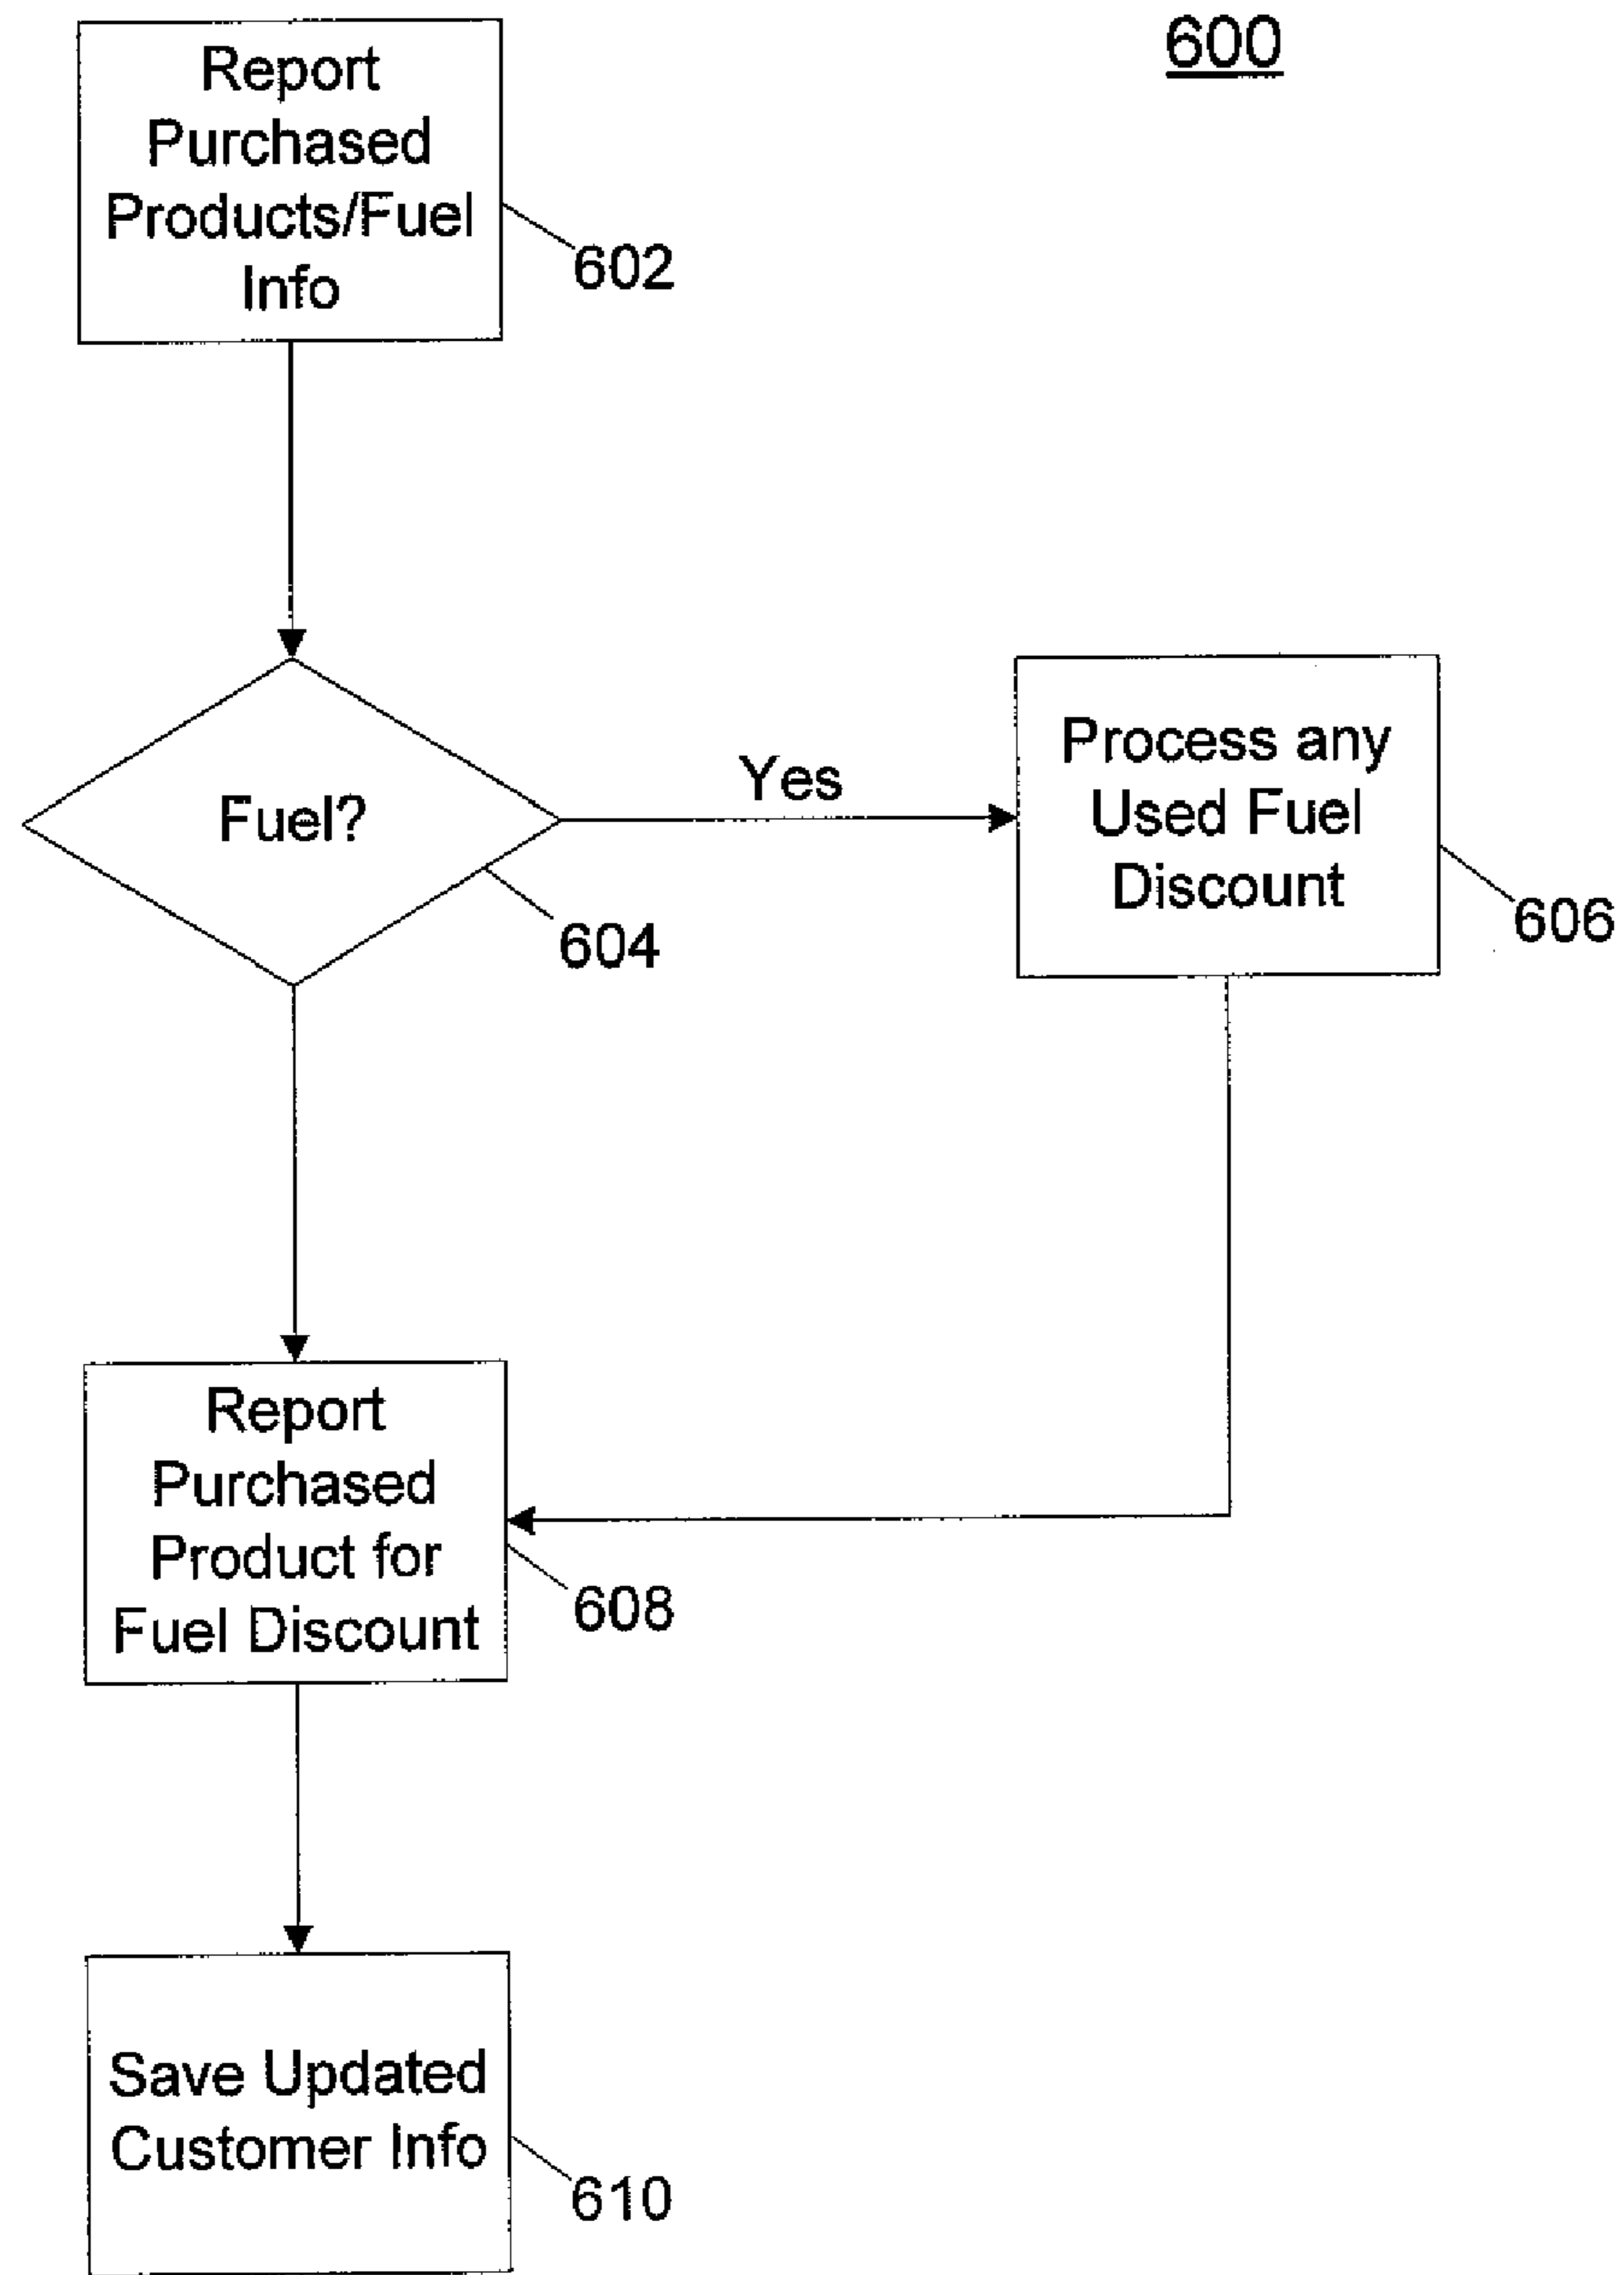 600
Report
Purchased
Products/Fuel
Info
602
Fuel?
604
Yes
Process any
Used Fuel
Discount
606
Report
Purchased
Product for
Fuel Discount
608
Save Updated
Customer Info
610